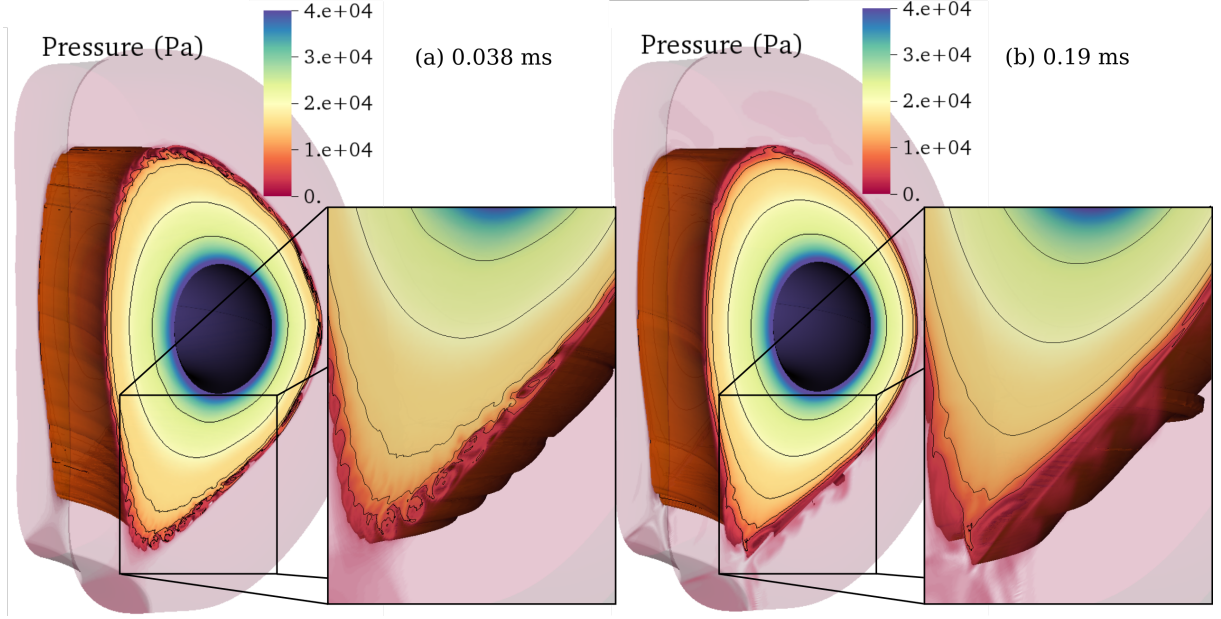 Pressure (Pa)
4.e+04
3.e+04
2.e+04
1.e+04
0.
(a) 0.038 ms
Pressure (Pa)
4.e+04
3.e+04
2.e+04
1.e+04
0.
(b) 0.19 ms